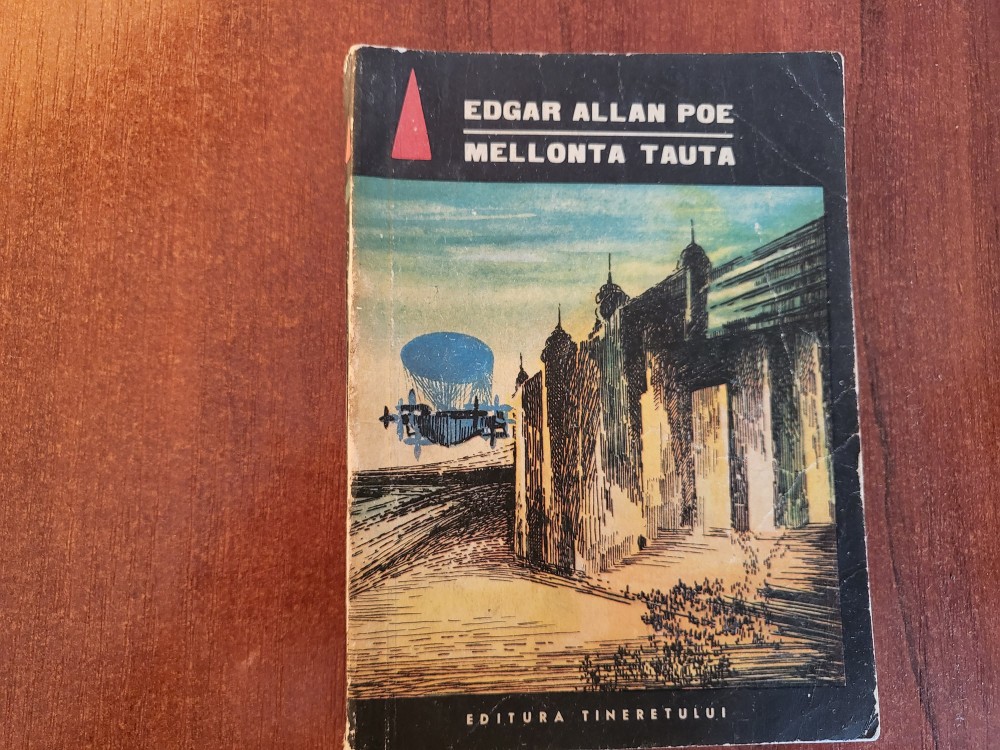 EDGAR ALLAN POE
MELLONTA TAUTA
EDITURA TINERETULUI